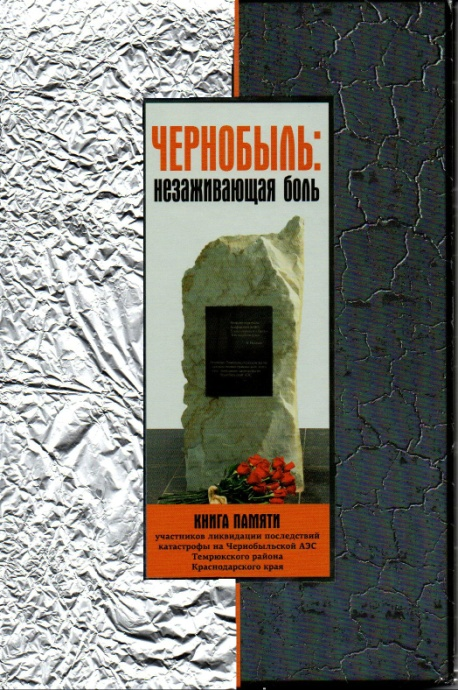 ЧЕРНОБЫЛЬ:
незаживающая боль
КНИГА ПАМЯТИ
участников ликвидации последствий
катастрофы на Чернобыльской АЭС
Темрюкского района
Краснодарского края